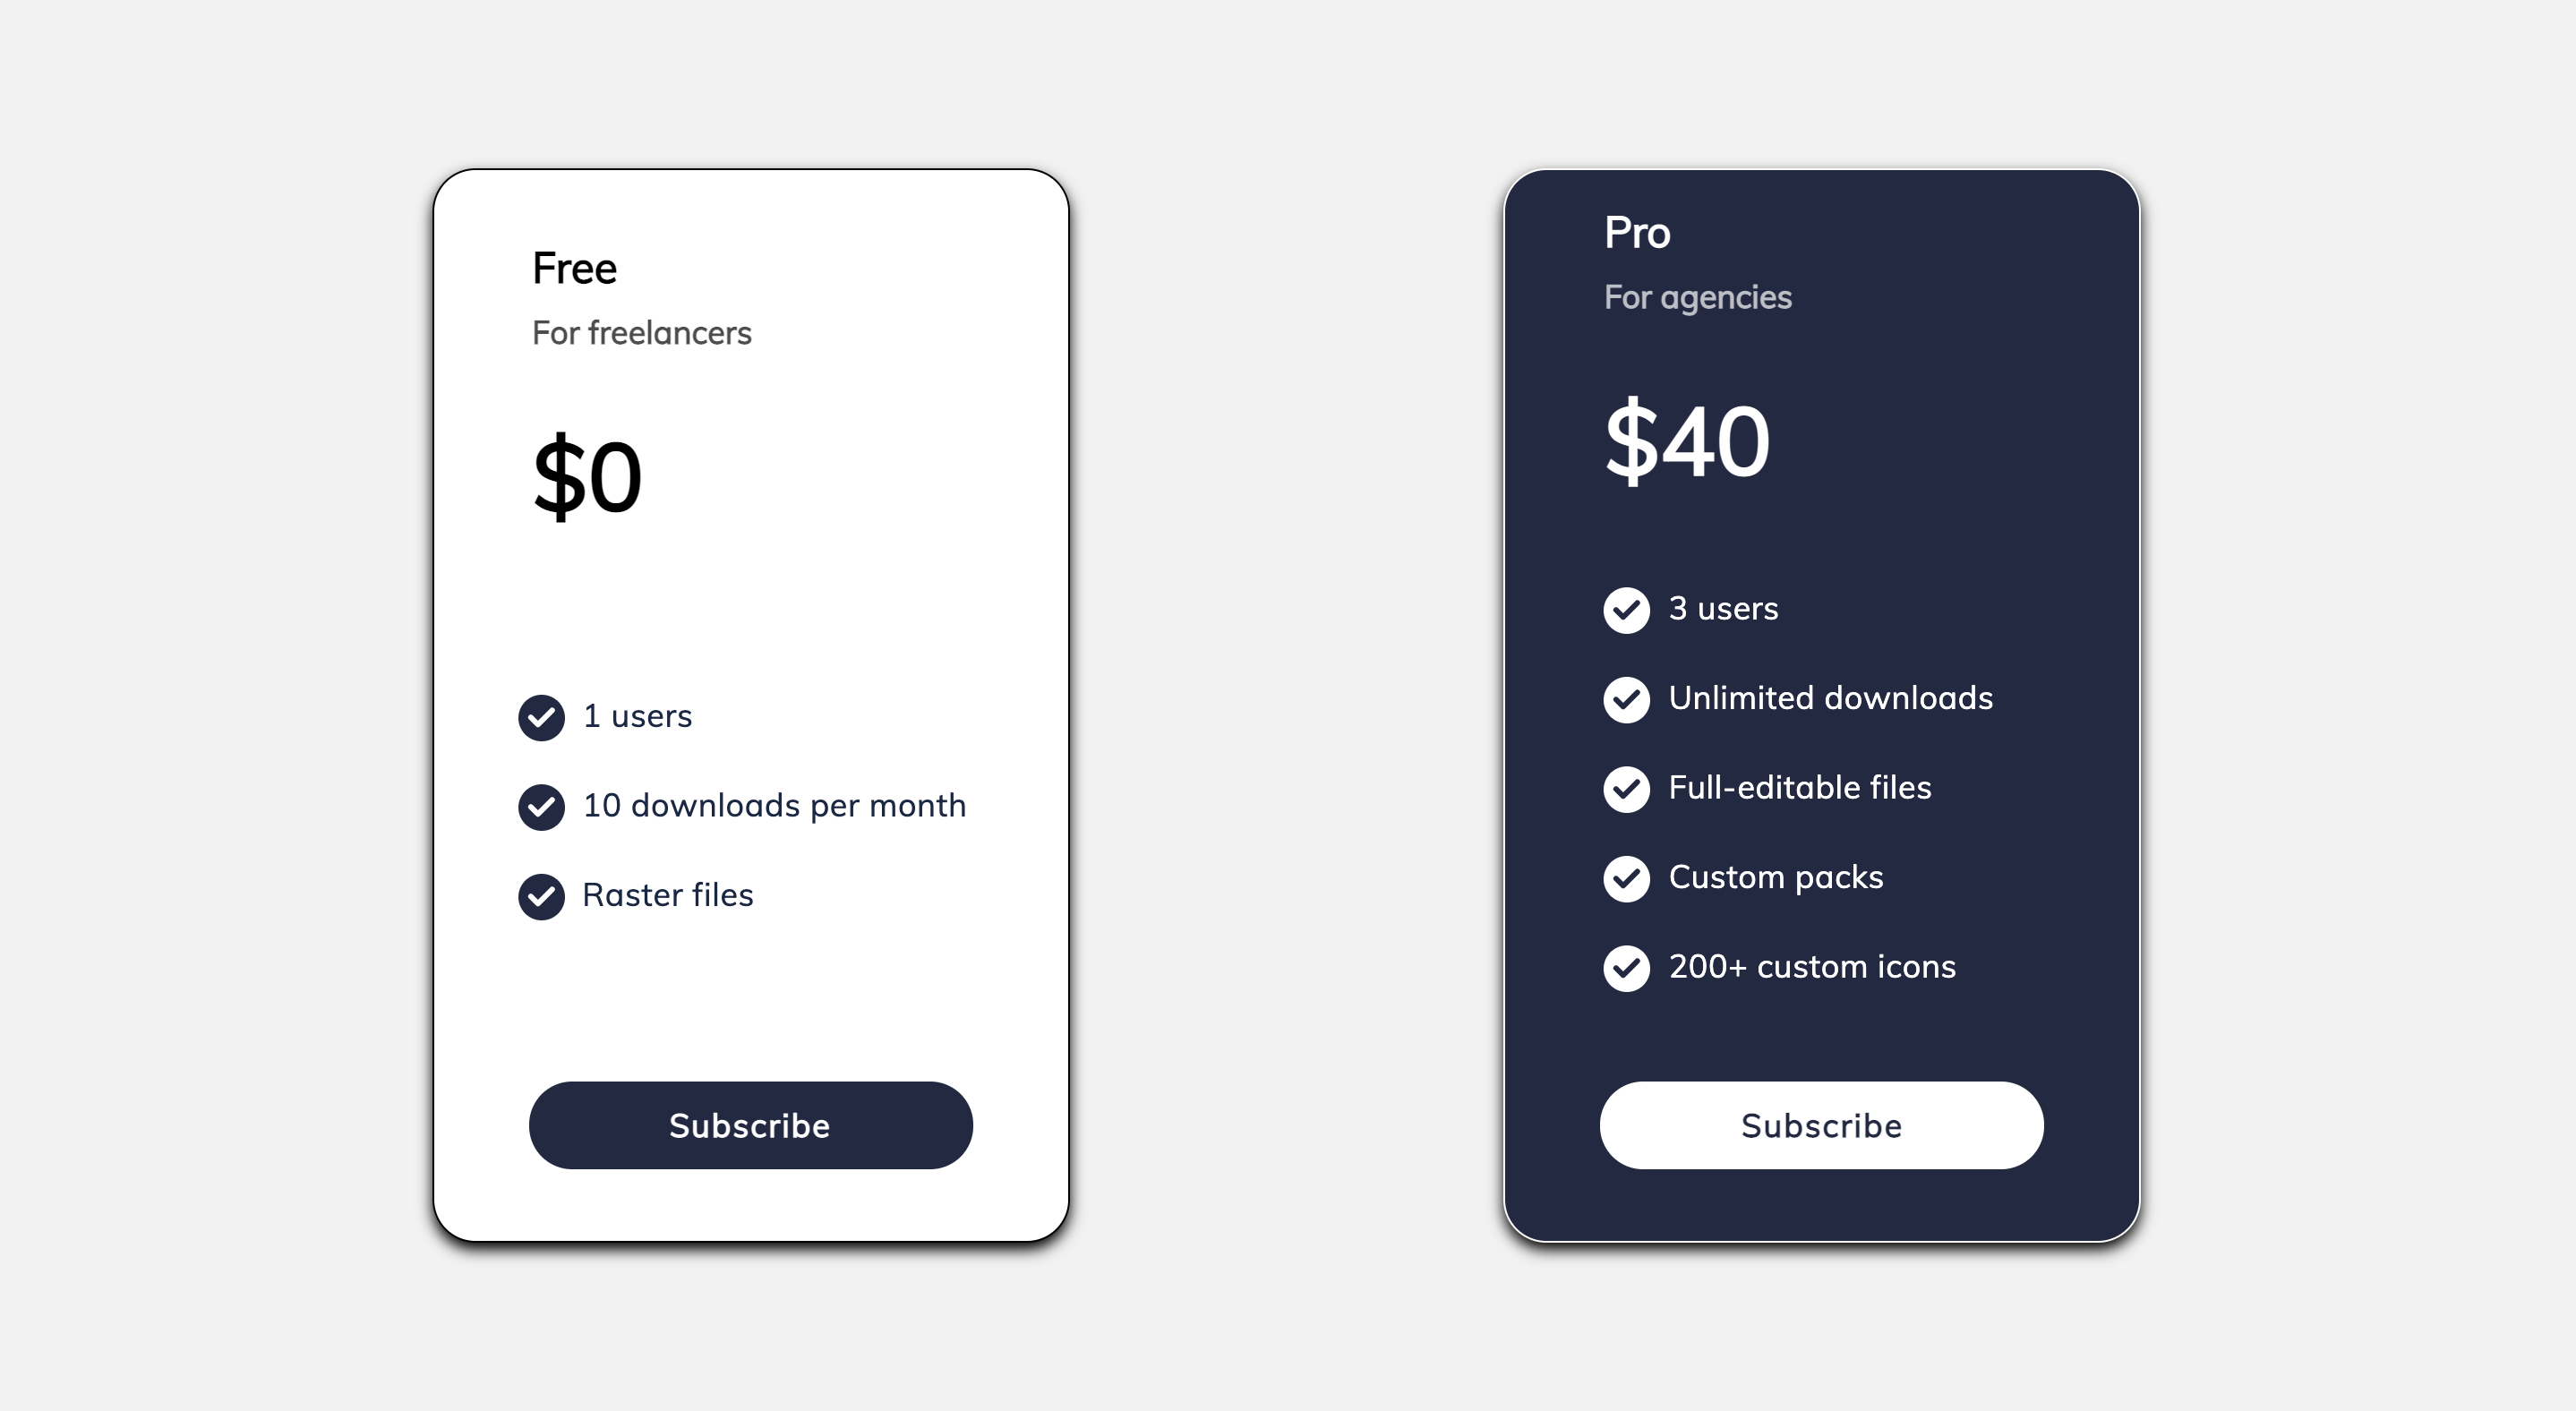 Free
For freelancers
$0
1 users
10 downloads per month
Raster files
Subscribe
Pro
For agencies
$40
3 users
Unlimited downloads
Full-editable files
Custom packs
200+ custom icons
Subscribe